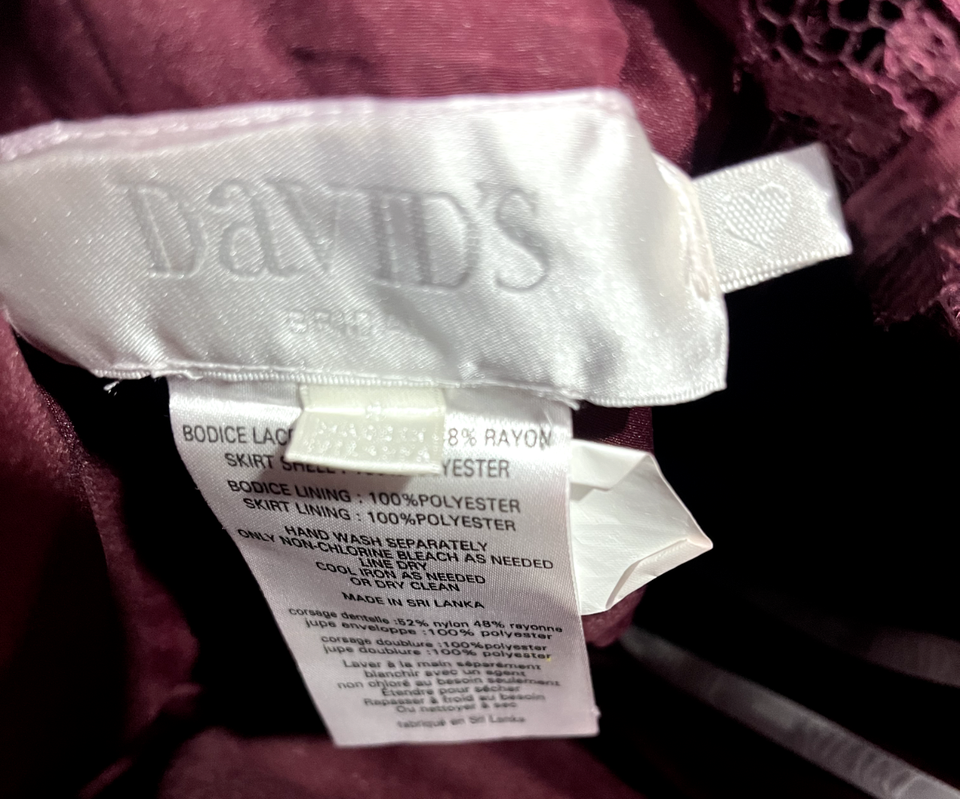 DAVID'S
BRIDAL
BODICE LACE 48% RAYON
SKIRT SHELL POLYESTER
BODICE LINING : 100%POLYESTER
SKIRT LINING : 100%POLYESTER
HAND WASH SEPARATELY
ONLY NON-CHLORINE BLEACH AS NEEDED
LINE DRY
COOL IRON AS NEEDED
OR DRY CLEAN
MADE IN SRI LANKA
corsage dentelle :52% nylon 48% rayonne
jupe enveloppe :100% polyester
corsage doublure :100%polyester
jupe doublure :100% polyester
Laver à la main séparément
blanchir avec un agent
non chloré au besoin seulement
Étendre pour sécher
Repasser à froid au besoin
Ou nettoyer à sec
fabriqué en Sri Lanka